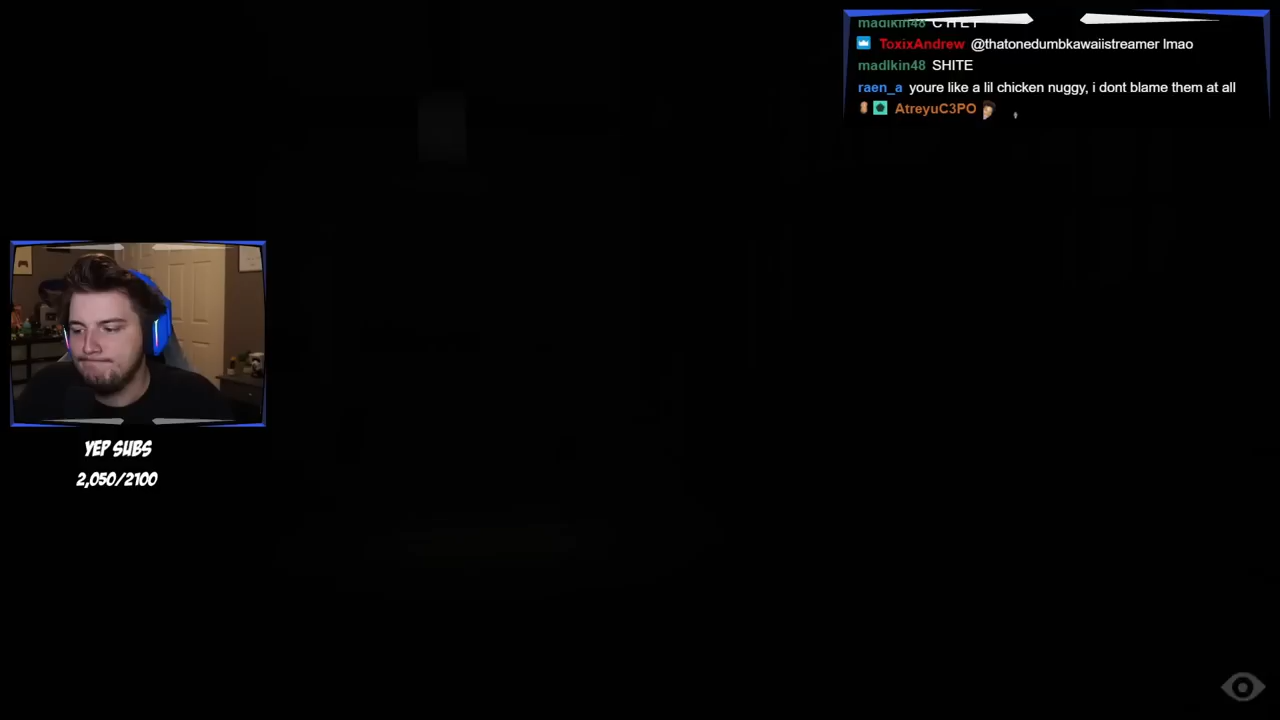 madlkin48
ToxixAndrew @thatonedumbkawaiistreamer lmao
madlkin48 SHITE
raen_a youre like a lil chicken nuggy, i dont blame them at all
AtreyuC3PO
YEP SUBS
2,050/2100